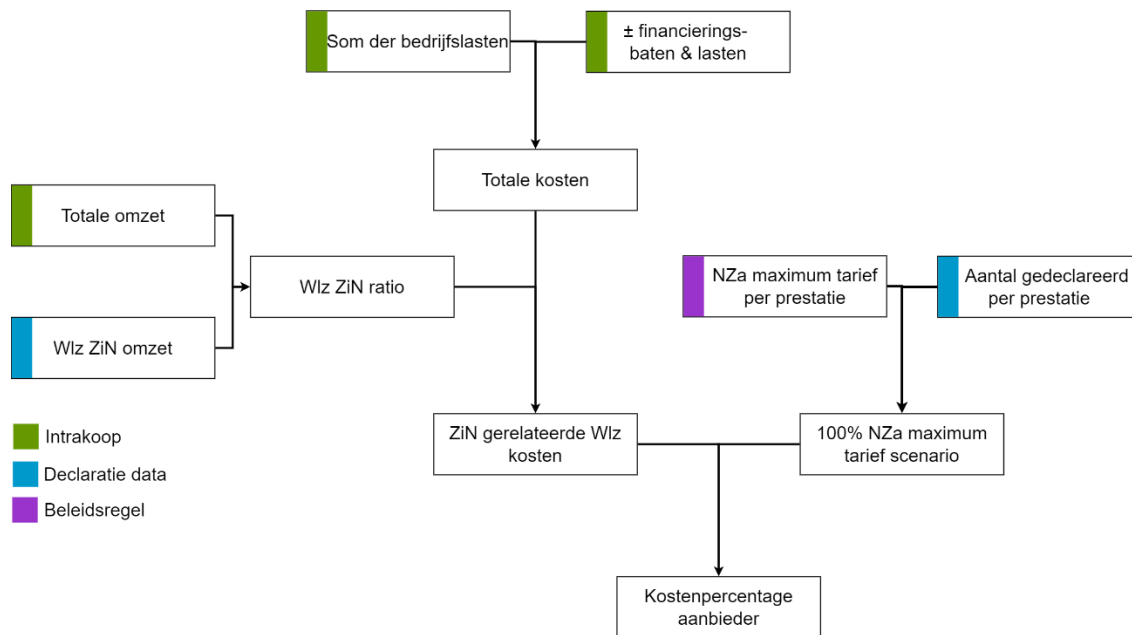 Som der bedrijfslasten
± financierings-
baten & lasten
Totale kosten
Totale omzet
Wlz ZiN ratio
NZa maximum tarief
per prestatie
Aantal gedeclareerd
per prestatie
Wlz ZiN omzet
ZiN gerelateerde Wlz
kosten
100% NZa maximum
tarief scenario
Intrakoop
Declaratie data
Beleidsregel
Kostenpercentage
aanbieder